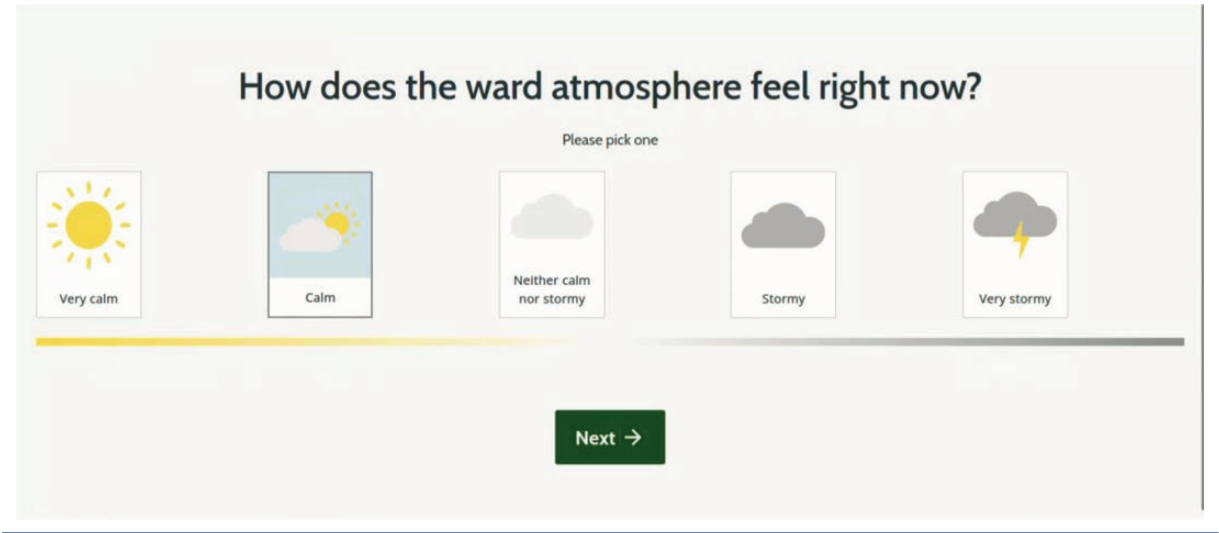 How does the ward atmosphere feel right now?
Please pick one
Very calm
Calm
Neither calm
nor stormy
Stormy
Very stormy
Next →